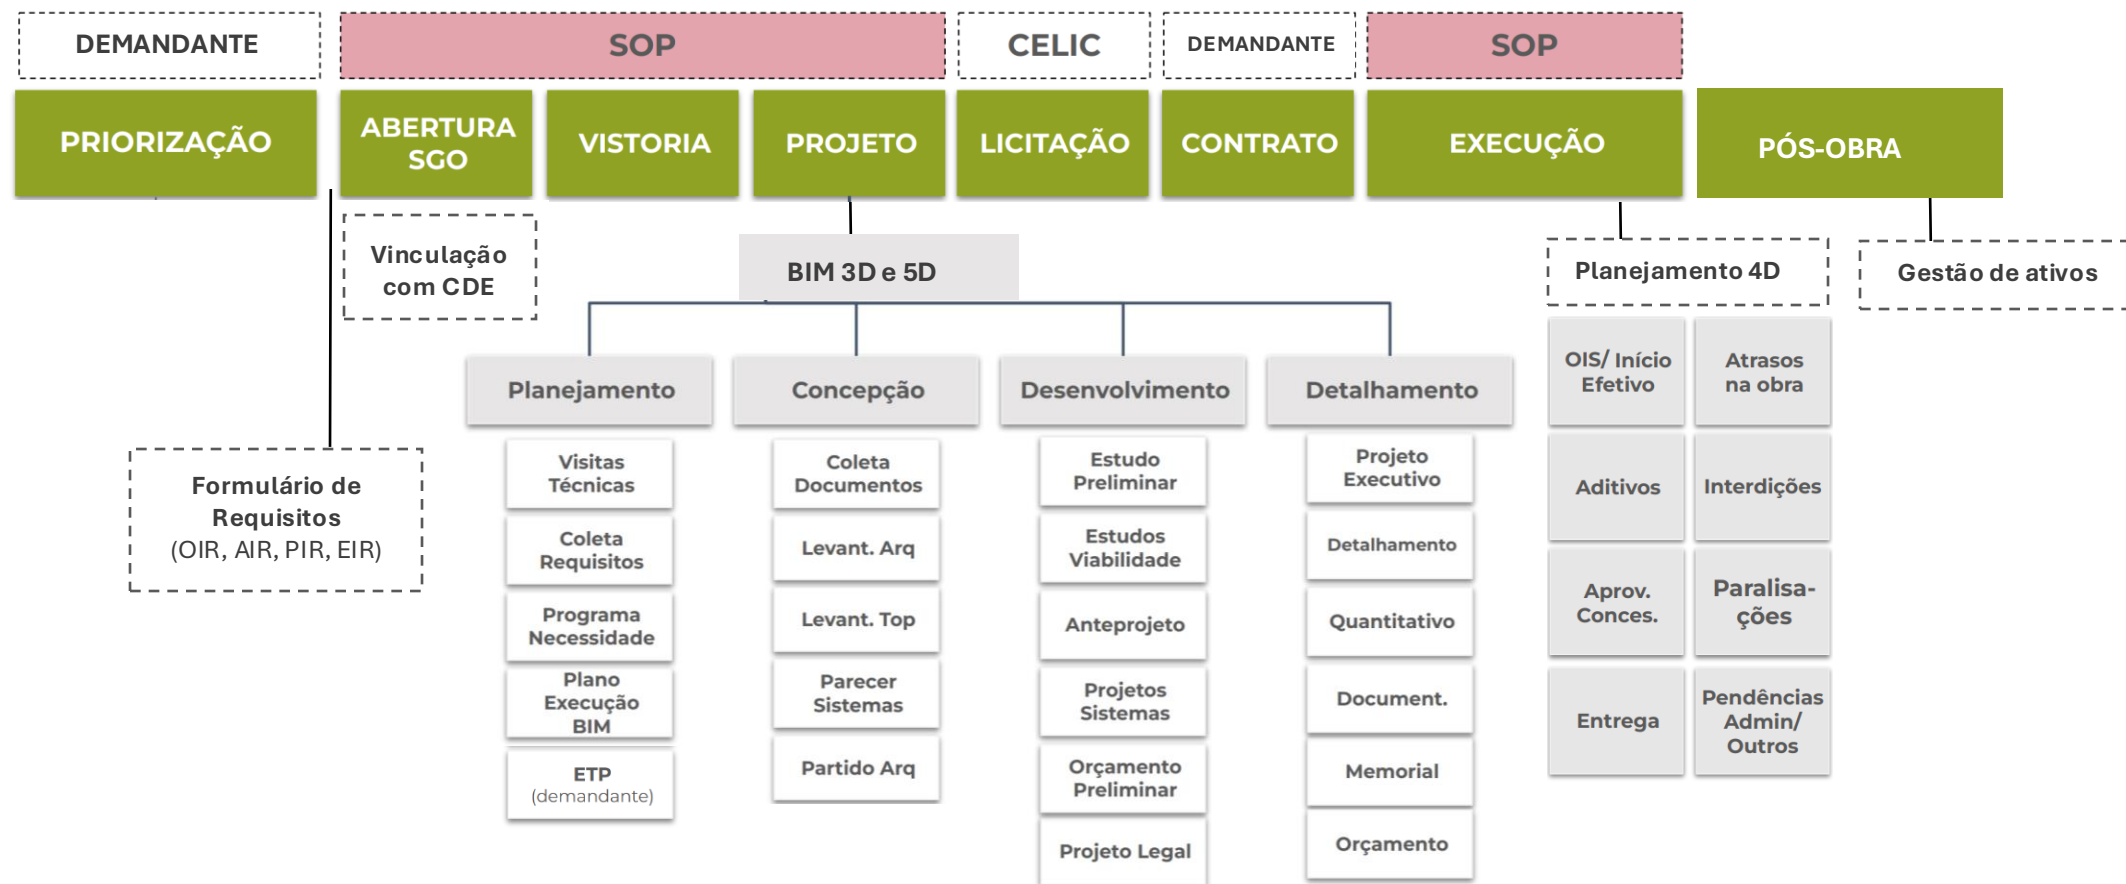 DEMANDANTE
SOP
CELIC
DEMANDANTE
SOP
PRIORIZAÇÃO
ABERTURA
SGO
VISTORIA
PROJETO
LICITAÇÃO
CONTRATO
EXECUÇÃO
PÓS-OBRA
Vinculação
com CDE
BIM 3D e 5D
Planejamento 4D
Gestão de ativos
Formulário de
Requisitos
(OIR, AIR, PIR, EIR)
Planejamento
Visitas
Técnicas
Coleta
Requisitos
Programa
Necessidade
Plano
Execução
BIM
ETP
(demandante)
Concepção
Coleta
Documentos
Levant. Arq
Levant. Top
Parecer
Sistemas
Partido Arq
Desenvolvimento
Estudo
Preliminar
Estudos
Viabilidade
Anteprojeto
Projetos
Sistemas
Orçamento
Preliminar
Projeto Legal
Detalhamento
Projeto
Executivo
Detalhamento
Quantitativo
Document.
Memorial
Orçamento
OIS/ Início
Efetivo
Atrasos
na obra
Aditivos
Interdições
Aprov.
Conces.
Paralisa-
ções
Entrega
Pendências
Admin/
Outros